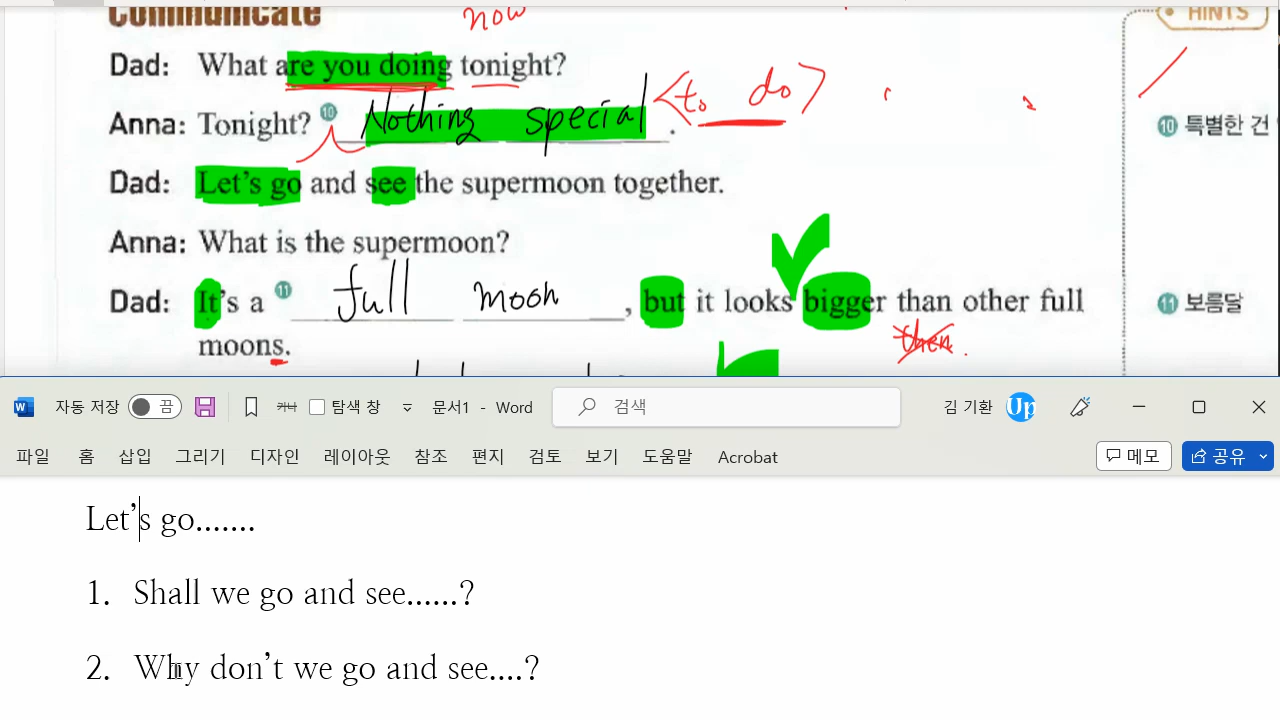 Communicate
now
HINTS
Dad: What are you doing tonight?
<to do>
Anna: Tonight? ⑩ Nothing special.
⑩ 특별한 건
Dad: Let's go and see the supermoon together.
Anna: What is the supermoon?
Dad: It's a ⑪ full moon, but it looks bigger than other full
⑪ 보름달
moons.
then
자동 저장 끔 탐색 창 문서1 - Word 검색 김 기환 Up
파일 홈 삽입 그리기 디자인 레이아웃 참조 편지 검토 보기 도움말 Acrobat 메모 공유
Let's go.......
1. Shall we go and see......?
2. Why don't we go and see....?